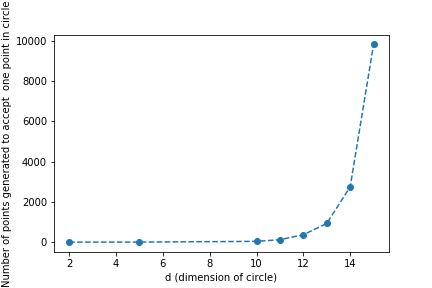 Number of points generated to accept  one point in circle
10000
8000
6000
4000
2000
0
2 4 6 8 10 12 14
d (dimension of circle)